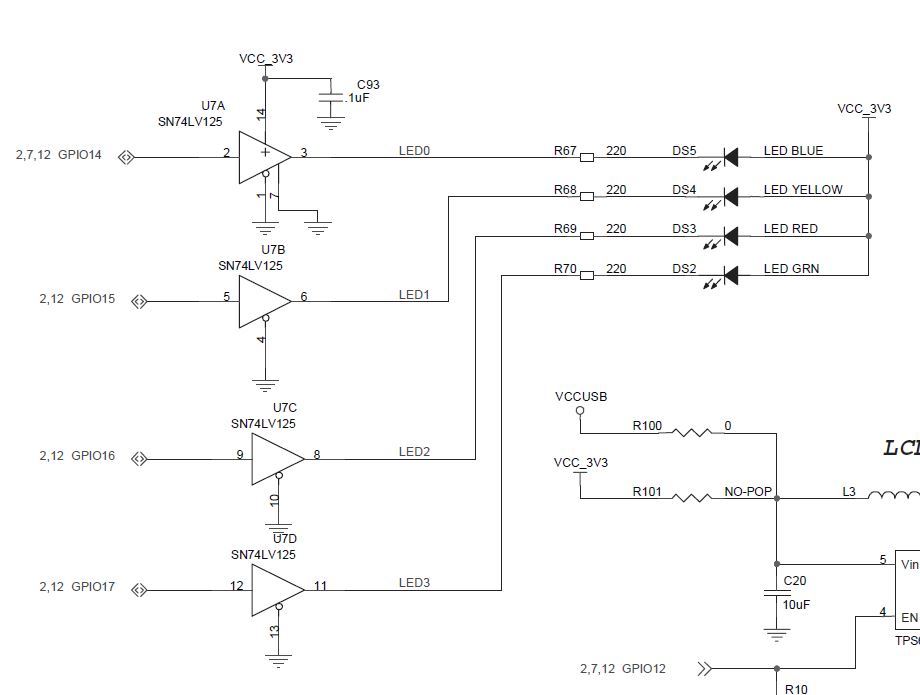 VCC_3V3
C93
.1uF
U7A
SN74LV125
14
2,7,12 GPIO14
2
+
3
LED0
1
7
R67 220 DS5 LED BLUE
VCC_3V3
R68 220 DS4 LED YELLOW
R69 220 DS3 LED RED
R70 220 DS2 LED GRN
U7B
SN74LV125
2,12 GPIO15
5
6
LED1
4
U7C
SN74LV125
2,12 GPIO16
9
8
LED2
10
U7D
SN74LV125
2,12 GPIO17
12
11
LED3
13
VCCUSB
R100 0
VCC_3V3
R101 NO-POP
L3
C20
10uF
5
Vin
4
EN
2,7,12 GPIO12
R10